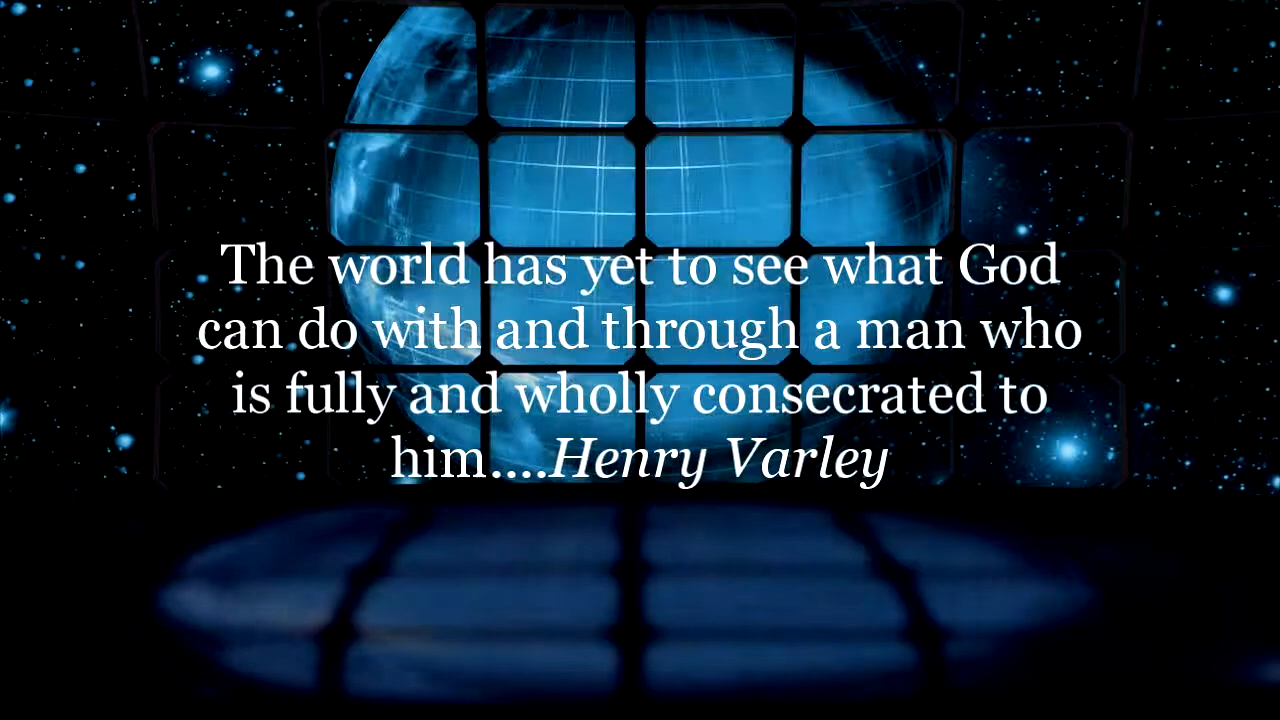 The world has yet to see what God
can do with and through a man who
is fully and wholly consecrated to
him....Henry Varley